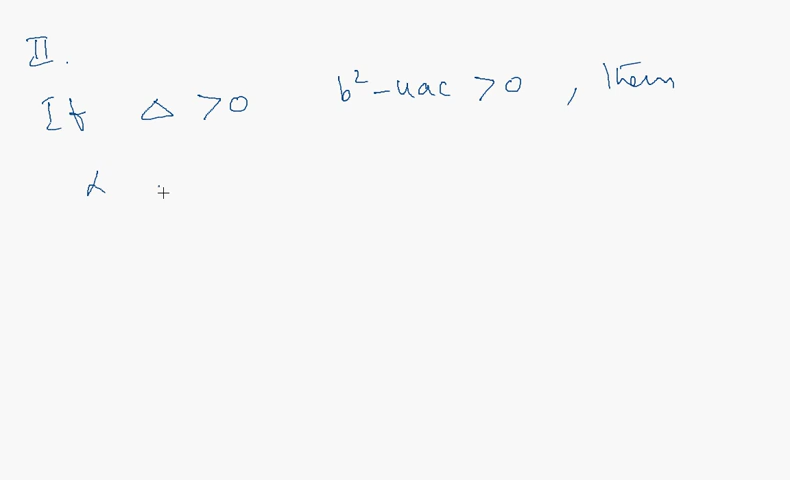 II.
If △ >0 b²-4ac >0 , then
α